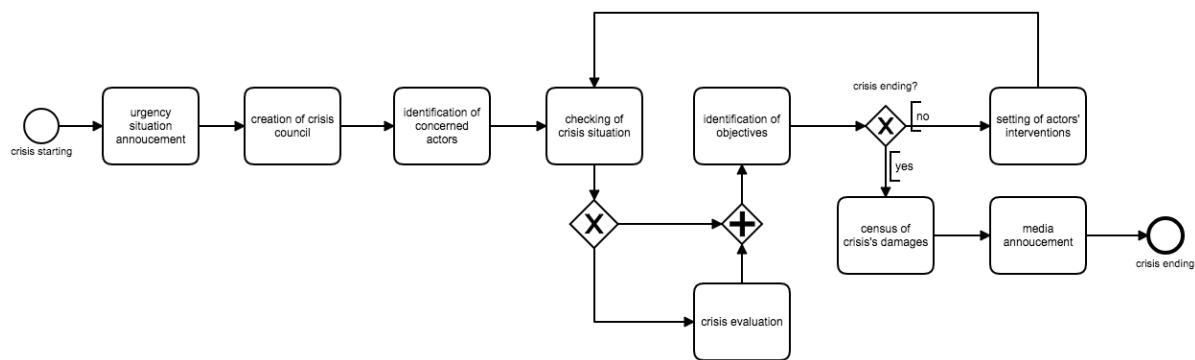 crisis starting
urgency
situation
annoucement
creation of crisis
council
identification of
concerned
actors
checking of
crisis situation
identification of
objectives
crisis ending?
no
yes
setting of actors'
interventions
crisis evaluation
census of
crisis's damages
media
annoucement
crisis ending